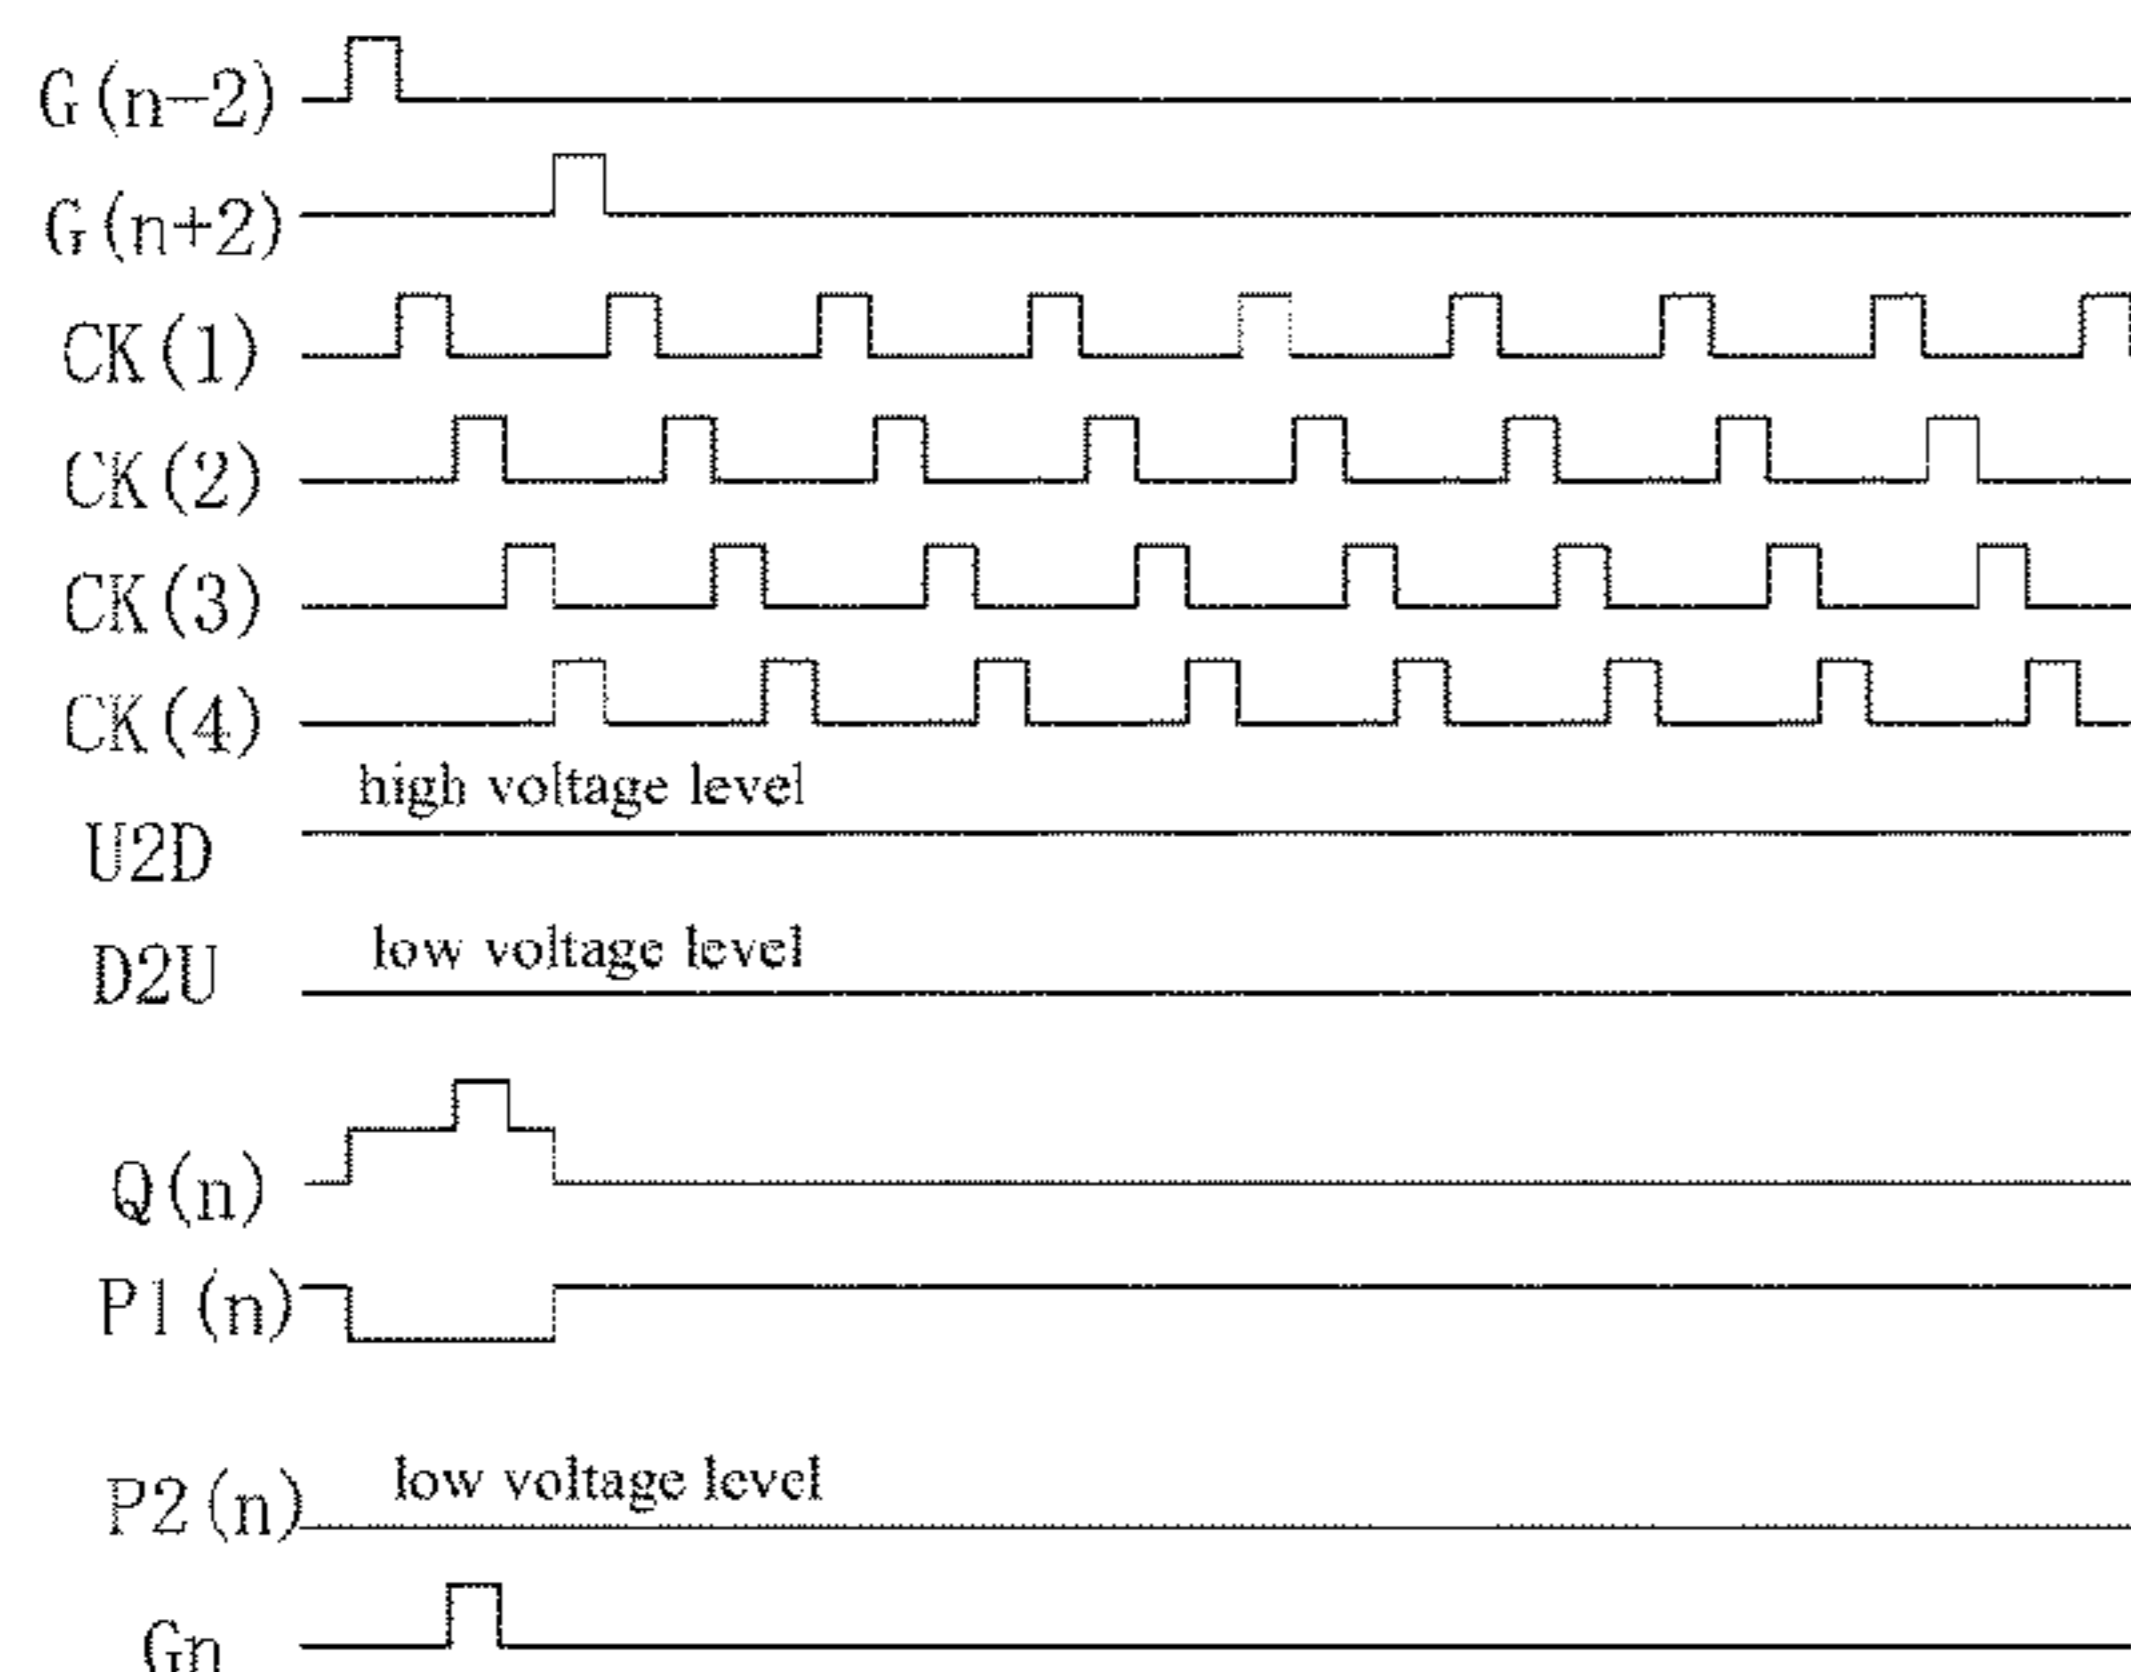 G(n-2)
G(n+2)
CK(1)
CK(2)
CK(3)
CK(4)
high voltage level
U2D
low voltage level
D2U
Q(n)
P1(n)
low voltage level
P2(n)
Gn